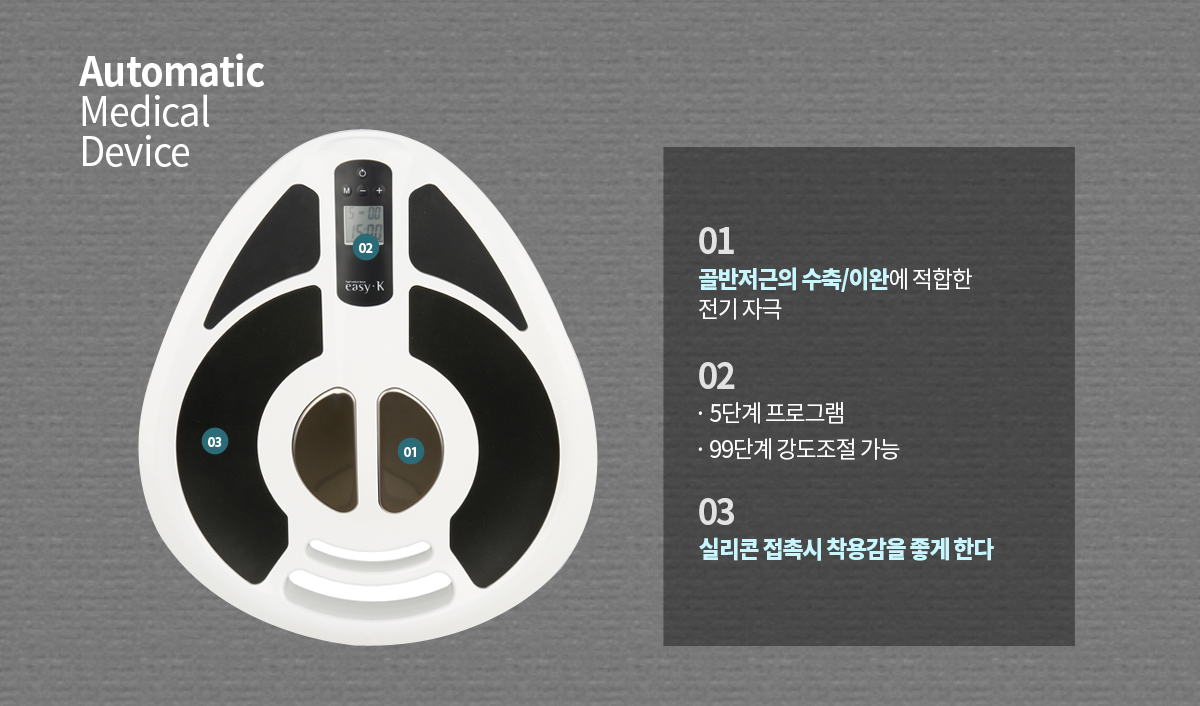 Automatic
Medical
Device
M - +
5 - 00
15:00
02
easy·K
03
01
01
골반저근의 수축/이완에 적합한
전기 자극
02
· 5단계 프로그램
· 99단계 강도조절 가능
03
실리콘 접촉시 착용감을 좋게 한다